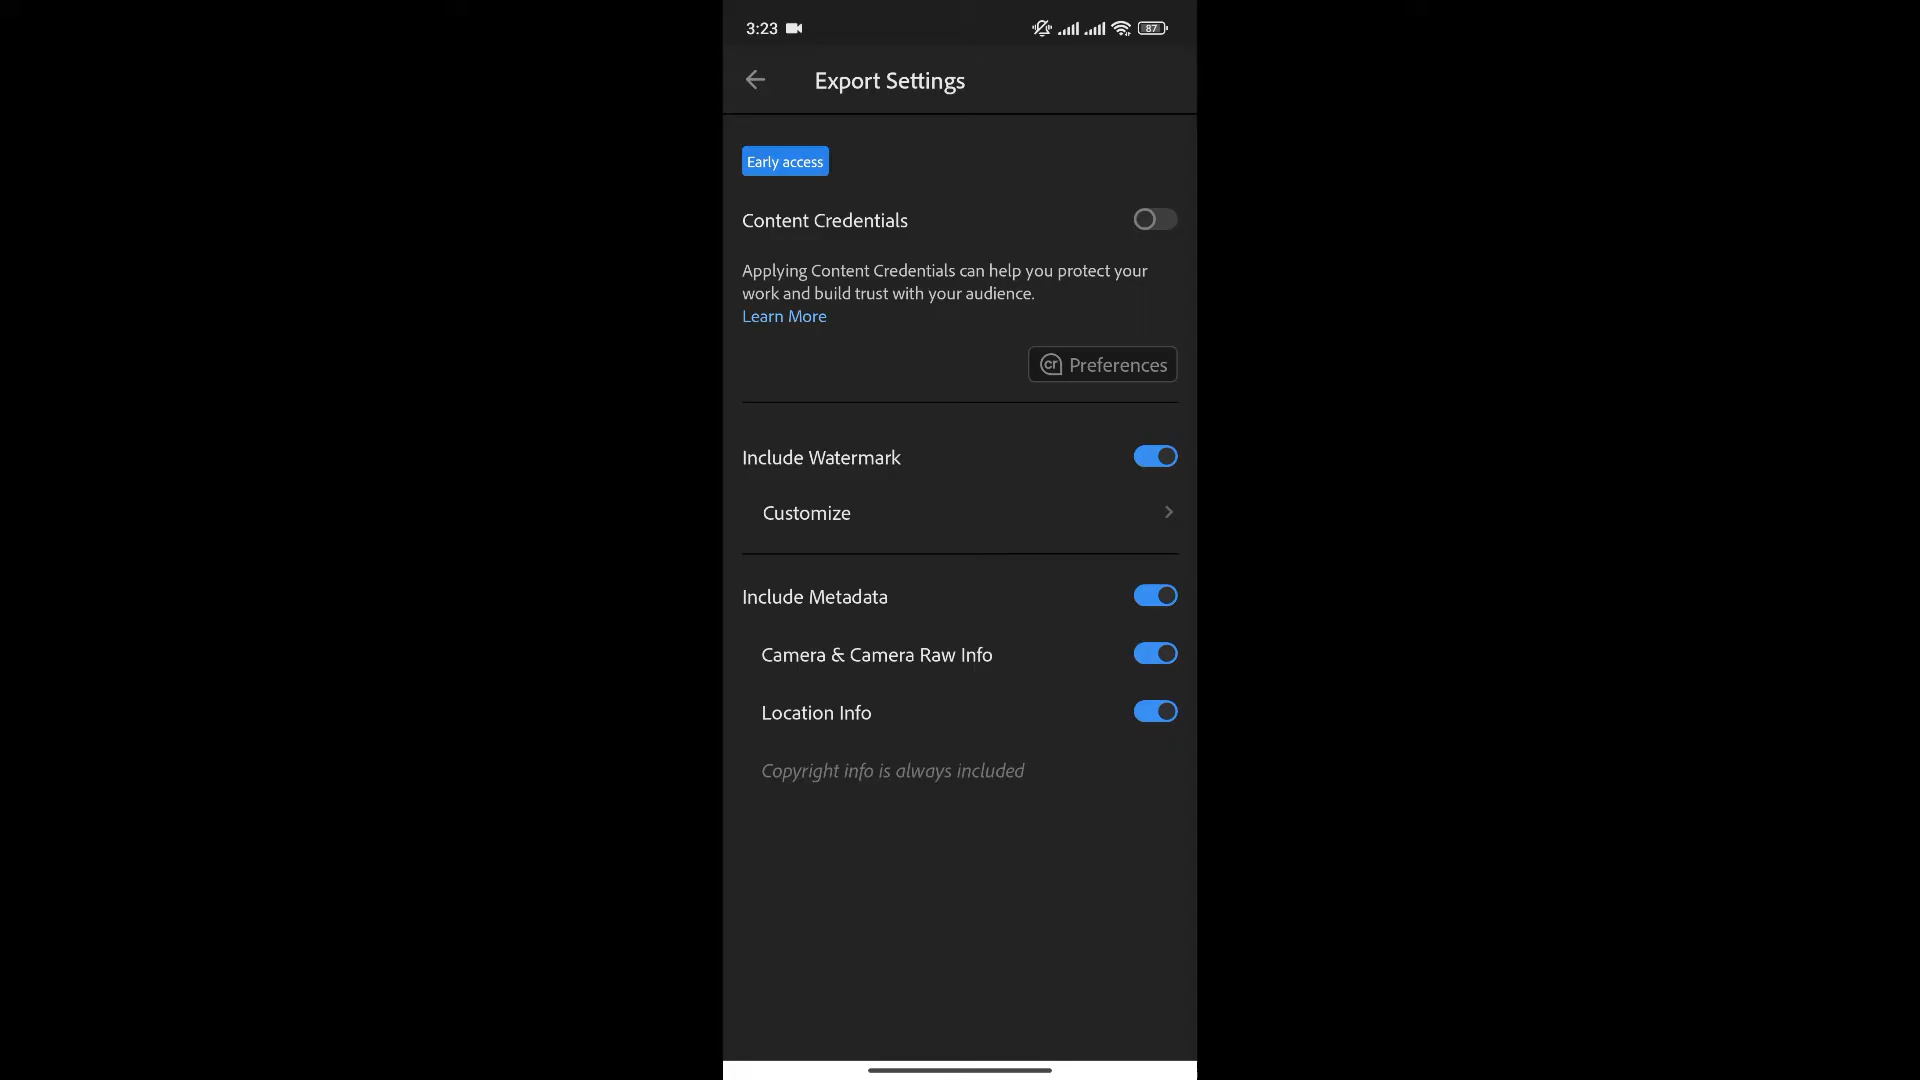 3:23
87
Export Settings
Early access
Content Credentials
Applying Content Credentials can help you protect your
work and build trust with your audience.
Learn More
cr Preferences
Include Watermark
Customize
Include Metadata
Camera & Camera Raw Info
Location Info
Copyright info is always included